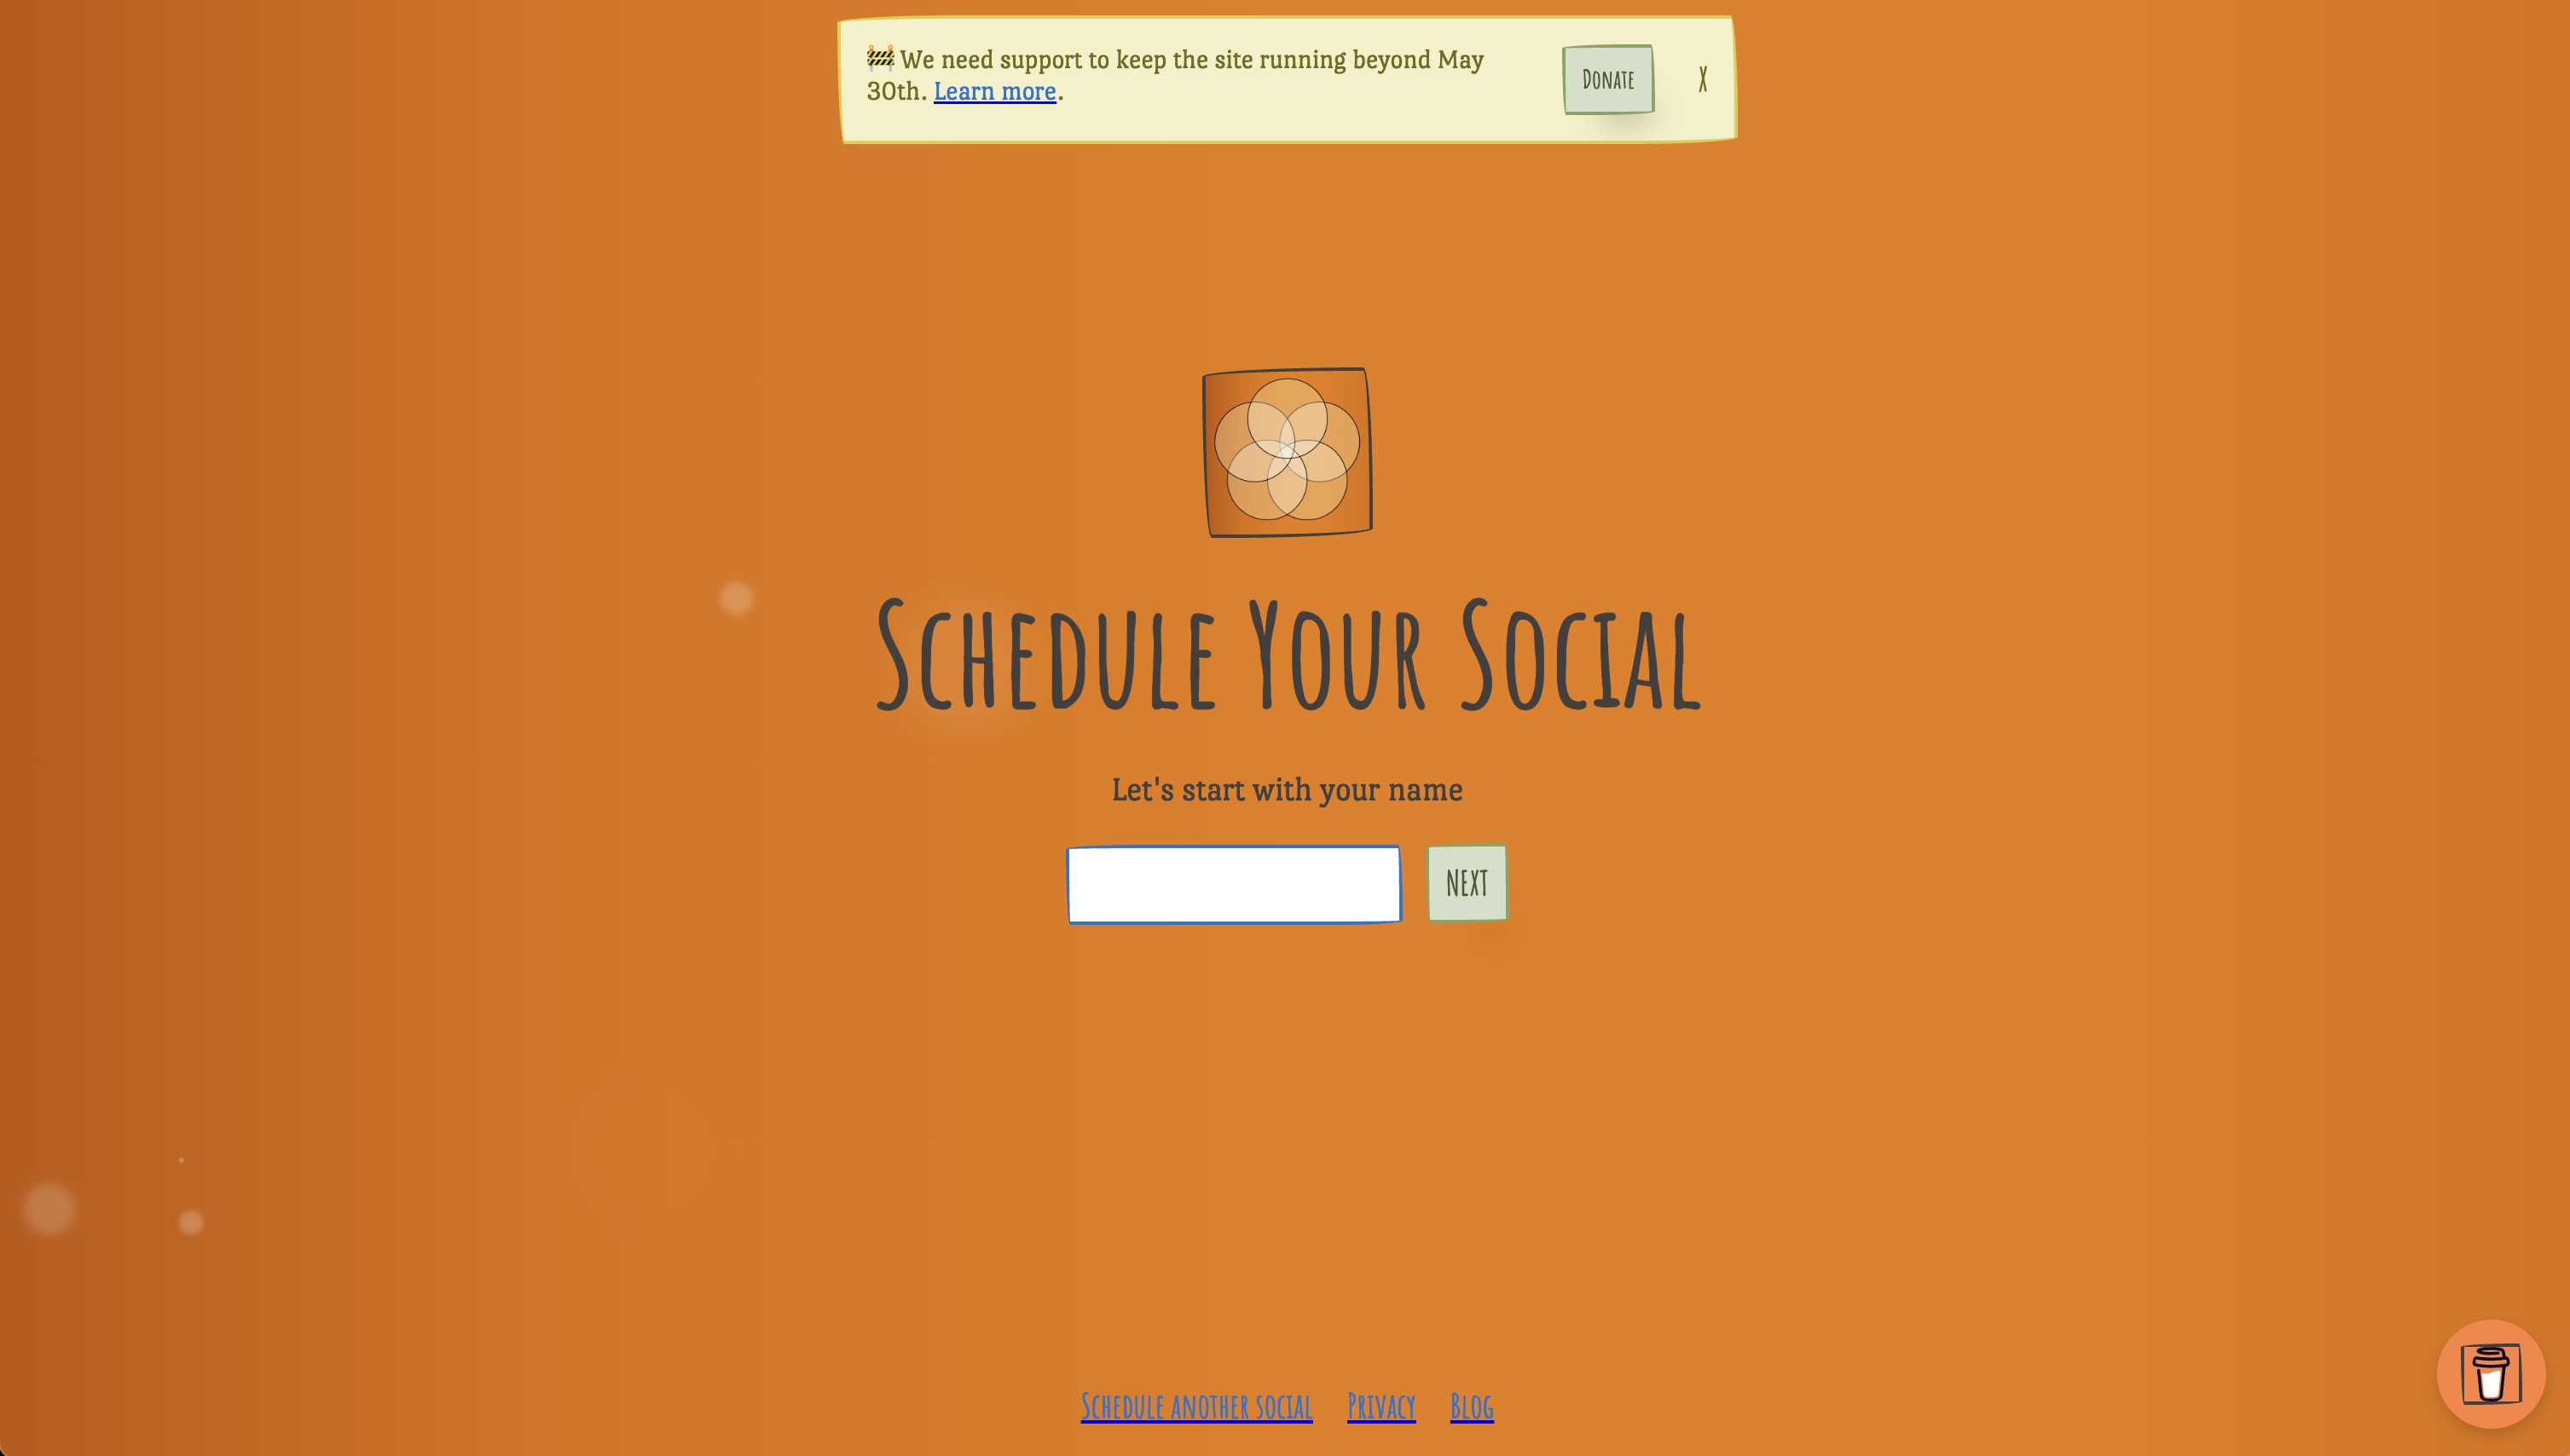 🚧 We need support to keep the site running beyond May
30th. Learn more.
Donate
X
Schedule Your Social
Let's start with your name
Next
Schedule another social
Privacy
Blog